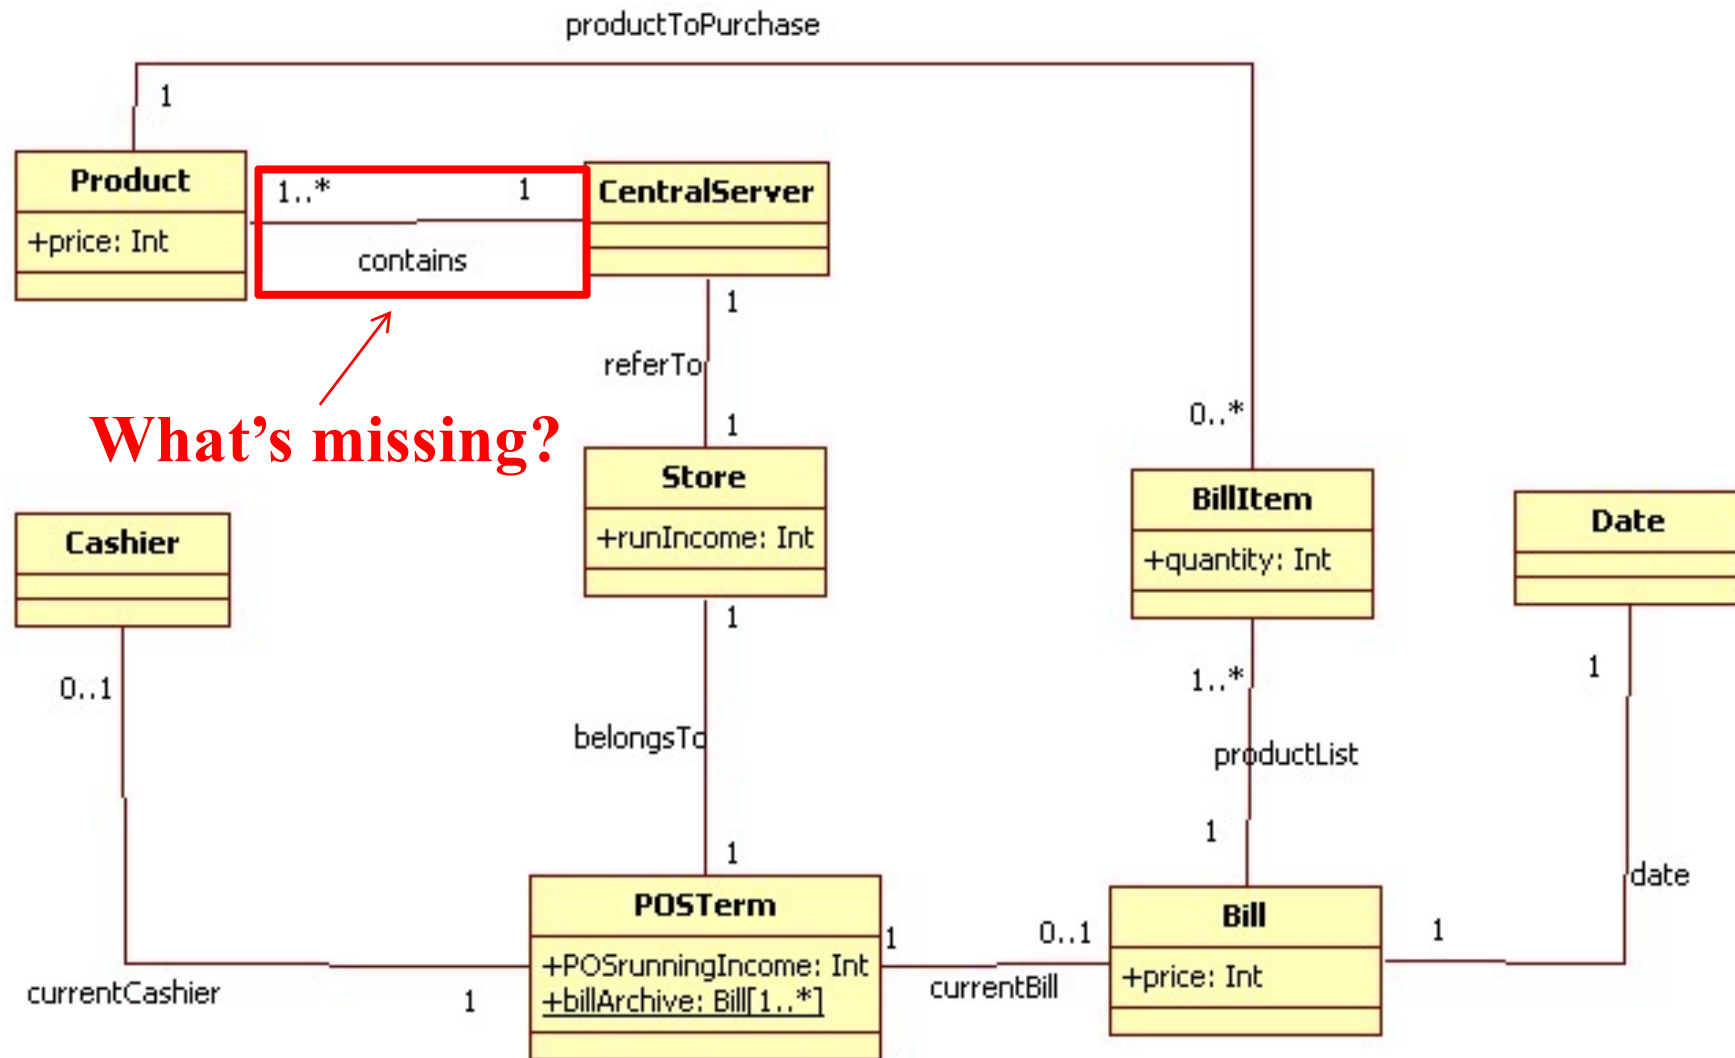 productToPurchase
1
Product
+price: Int
1..*
1
contains
CentralServer
1
referTo
1
What's missing?
0..*
Store
+runIncome: Int
BillItem
+quantity: Int
Date
Cashier
0..1
1
1..*
1
belongsTo
productList
1
1
date
POSTerm
+POSrunningIncome: Int
+billArchive: Bill[1..*]
Bill
+price: Int
1
0..1
1
currentCashier
1
currentBill